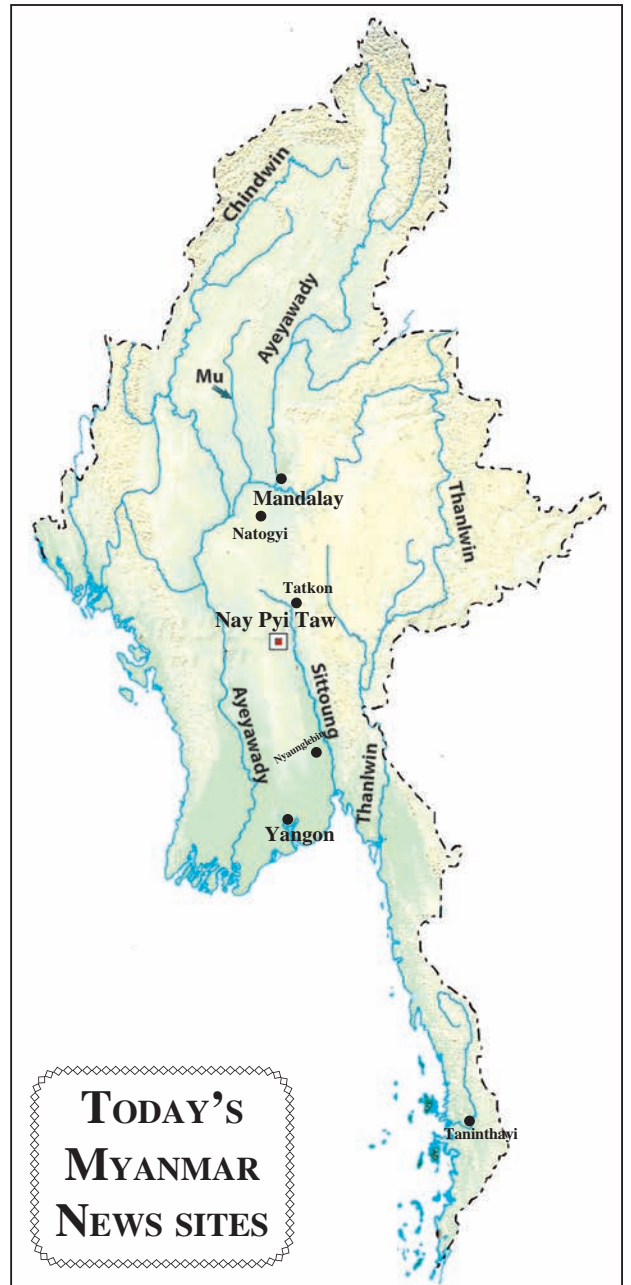 Chindwin
Ayeyawady
Mu
Mandalay
Natogyi
Thanlwin
Tatkon
Nay Pyi Taw
Sittoung
Ayeyawady
Nyaunglebin
Thanlwin
Yangon
Taninthayi
TODAY'S
MYANMAR
NEWS SITES